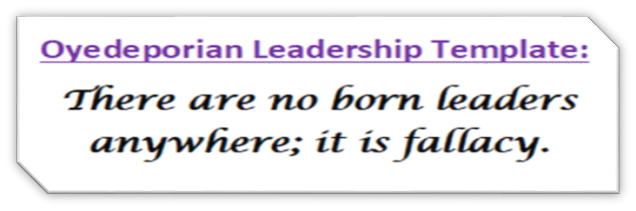 Oyedeporian Leadership Template:
There are no born leaders
anywhere; it is fallacy.